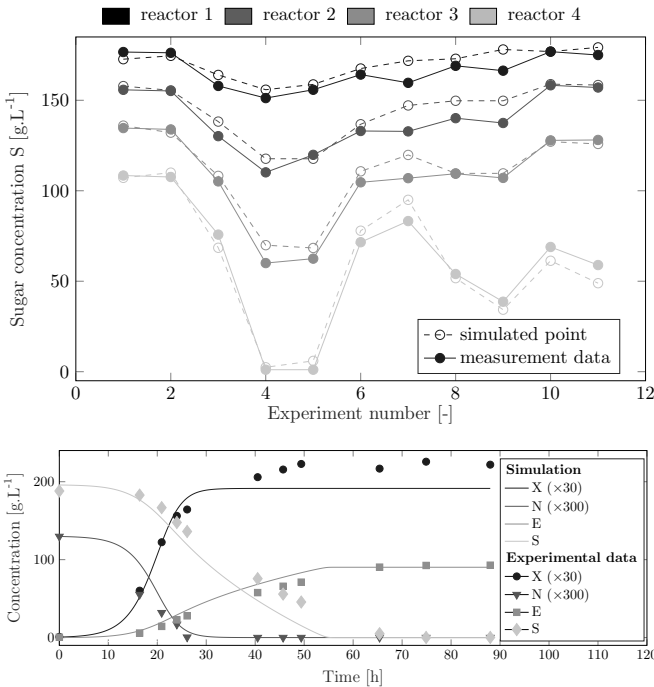 reactor 1 reactor 2 reactor 3 reactor 4
Sugar concentration S [g.L⁻¹]
150
100
50
0
simulated point
measurement data
0 2 4 6 8 10 12
Experiment number [-]
Concentration [g.L⁻¹]
200
100
0
Simulation
X (×30)
N (×300)
E
S
Experimental data
X (×30)
N (×300)
E
S
0 10 20 30 40 50 60 70 80 90 100 110 120
Time [h]